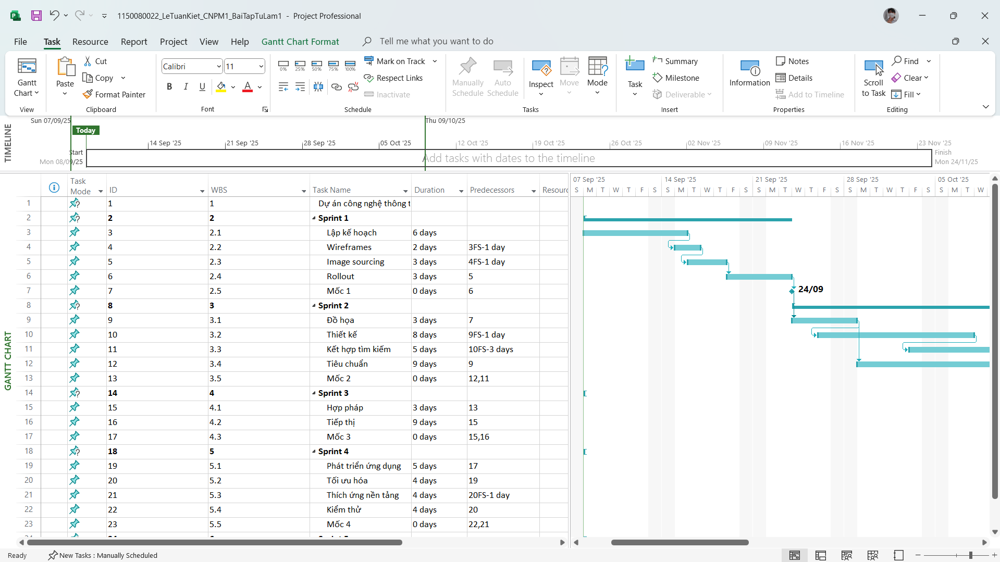 1150080022_LeTuanKiet_CNPM1_BaiTapTuLam1 - Project Professional
File Task Resource Report Project View Help Gantt Chart Format Tell me what you want to do
Gantt Chart
View
Paste
Cut
Copy
Format Painter
Clipboard
Calibri 11
B I U A
Font
0% 25% 50% 75% 100%
Mark on Track
Respect Links
Inactivate
Schedule
Manually Schedule
Auto Schedule
Inspect
Move
Mode
Tasks
Task
Summary
Milestone
Deliverable
Insert
Information
Notes
Details
Add to Timeline
Properties
Scroll to Task
Find
Clear
Fill
Editing
TIMELINE
Sun 07/09/25 Thu 09/10/25
Today
14 Sep '25 21 Sep '25 28 Sep '25 05 Oct '25 12 Oct '25 19 Oct '25 26 Oct '25 02 Nov '25 09 Nov '25 16 Nov '25 23 Nov '25
Start
Mon 08/09/25
Add tasks with dates to the timeline
Finish
Mon 24/11/25
GANTT CHART
Task Mode ID WBS Task Name Duration Predecessors Resourc
1 1 1 Dự án công nghệ thông t
2 2 2 Sprint 1
3 3 2.1 Lập kế hoạch 6 days
4 4 2.2 Wireframes 2 days 3FS-1 day
5 5 2.3 Image sourcing 3 days 4FS-1 day
6 6 2.4 Rollout 3 days 5
7 7 2.5 Mốc 1 0 days 6
8 8 3 Sprint 2
9 9 3.1 Đồ họa 3 days 7
10 10 3.2 Thiết kế 8 days 9FS-1 day
11 11 3.3 Kết hợp tìm kiếm 5 days 10FS-3 days
12 12 3.4 Tiêu chuẩn 9 days 9
13 13 3.5 Mốc 2 0 days 12,11
14 14 4 Sprint 3
15 15 4.1 Hợp pháp 3 days 13
16 16 4.2 Tiếp thị 9 days 15
17 17 4.3 Mốc 3 0 days 15,16
18 18 5 Sprint 4
19 19 5.1 Phát triển ứng dụng 5 days 17
20 20 5.2 Tối ưu hóa 4 days 19
21 21 5.3 Thích ứng nền tảng 4 days 20FS-1 day
22 22 5.4 Kiểm thử 4 days 20
23 23 5.5 Mốc 4 0 days 22,21
07 Sep '25 14 Sep '25 21 Sep '25 28 Sep '25 05 Oct '25
S M T W T F S S M T W T F S S M T W T F S S M T W T F S S M T W
24/09
Ready New Tasks : Manually Scheduled